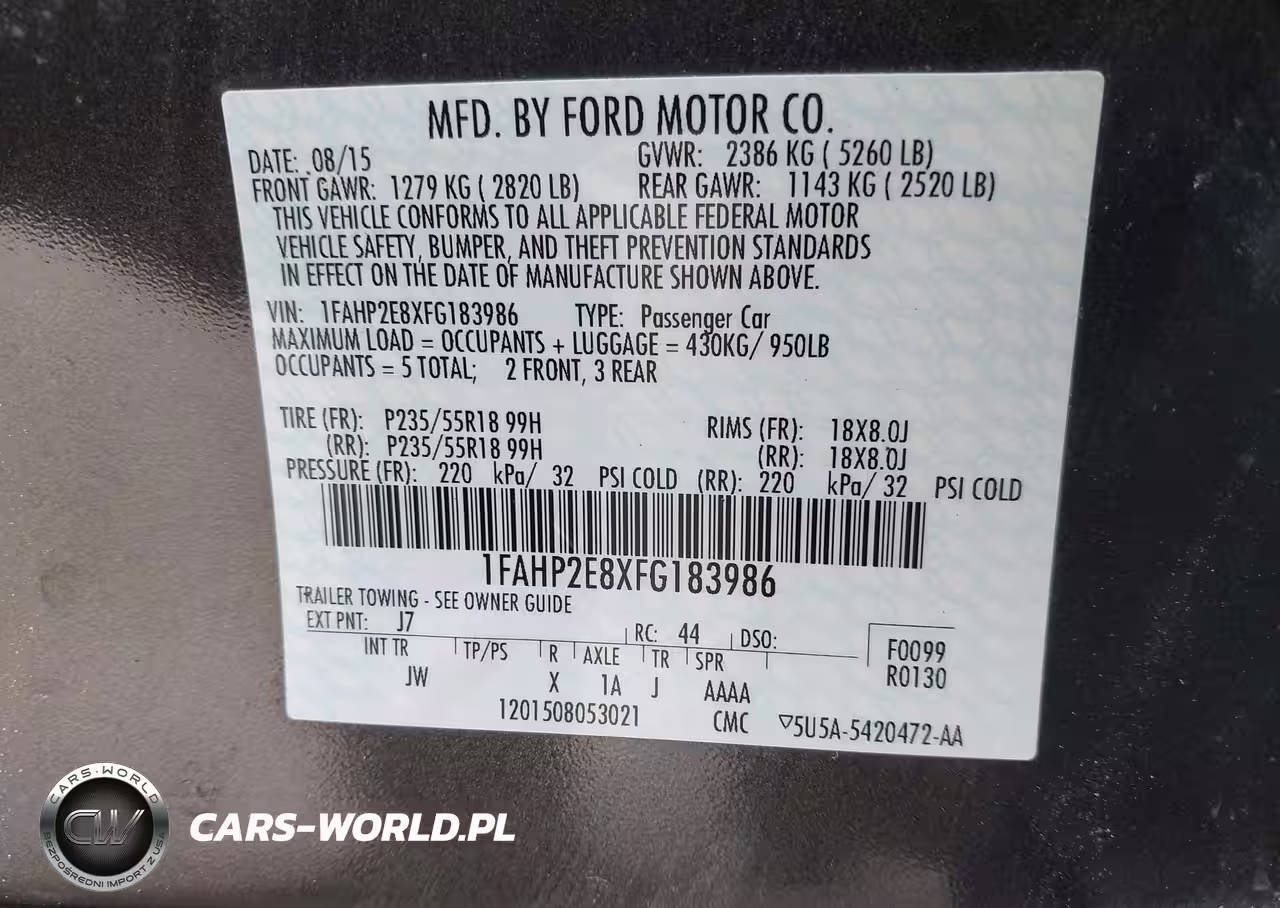 MFD. BY FORD MOTOR CO.
DATE: 08/15 GVWR: 2386 KG ( 5260 LB)
FRONT GAWR: 1279 KG ( 2820 LB) REAR GAWR: 1143 KG ( 2520 LB)
THIS VEHICLE CONFORMS TO ALL APPLICABLE FEDERAL MOTOR
VEHICLE SAFETY, BUMPER, AND THEFT PREVENTION STANDARDS
IN EFFECT ON THE DATE OF MANUFACTURE SHOWN ABOVE.
VIN: 1FAHP2E8XFG183986 TYPE: Passenger Car
MAXIMUM LOAD = OCCUPANTS + LUGGAGE = 430KG/ 950LB
OCCUPANTS = 5 TOTAL; 2 FRONT, 3 REAR
TIRE (FR): P235/55R18 99H RIMS (FR): 18X8.0J
(RR): P235/55R18 99H (RR): 18X8.0J
PRESSURE (FR): 220 kPa/ 32 PSI COLD (RR): 220 kPa/ 32 PSI COLD
1FAHP2E8XFG183986
TRAILER TOWING - SEE OWNER GUIDE
EXT PNT: J7 RC: 44 DSO: F0099
INT TR TP/PS R AXLE TR SPR R0130
JW X 1A J AAAA
1201508053021 CMC ▽5U5A-5420472-AA
CARS-WORLD
CW
BEZPOŚREDNI IMPORT Z USA
CARS-WORLD.PL